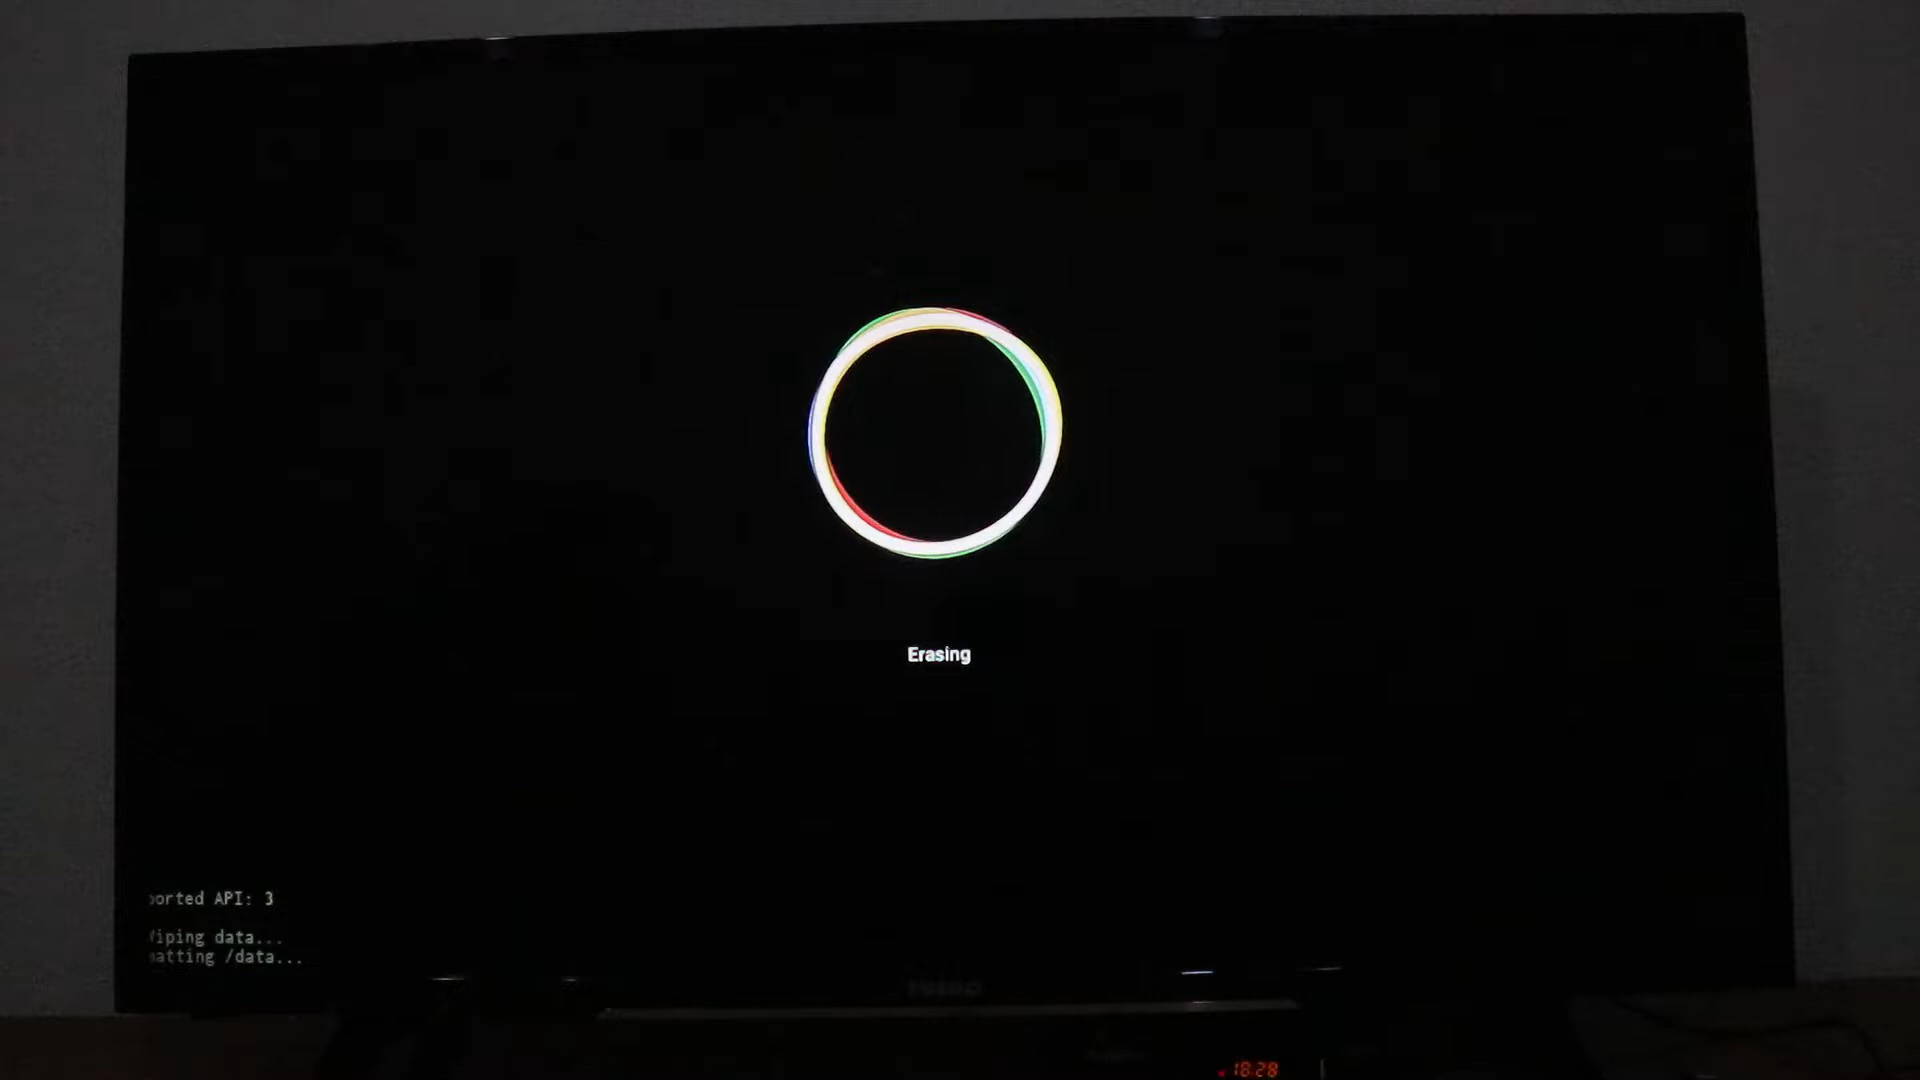 Erasing
orted API: 3
iping data...
atting /data...
18:28